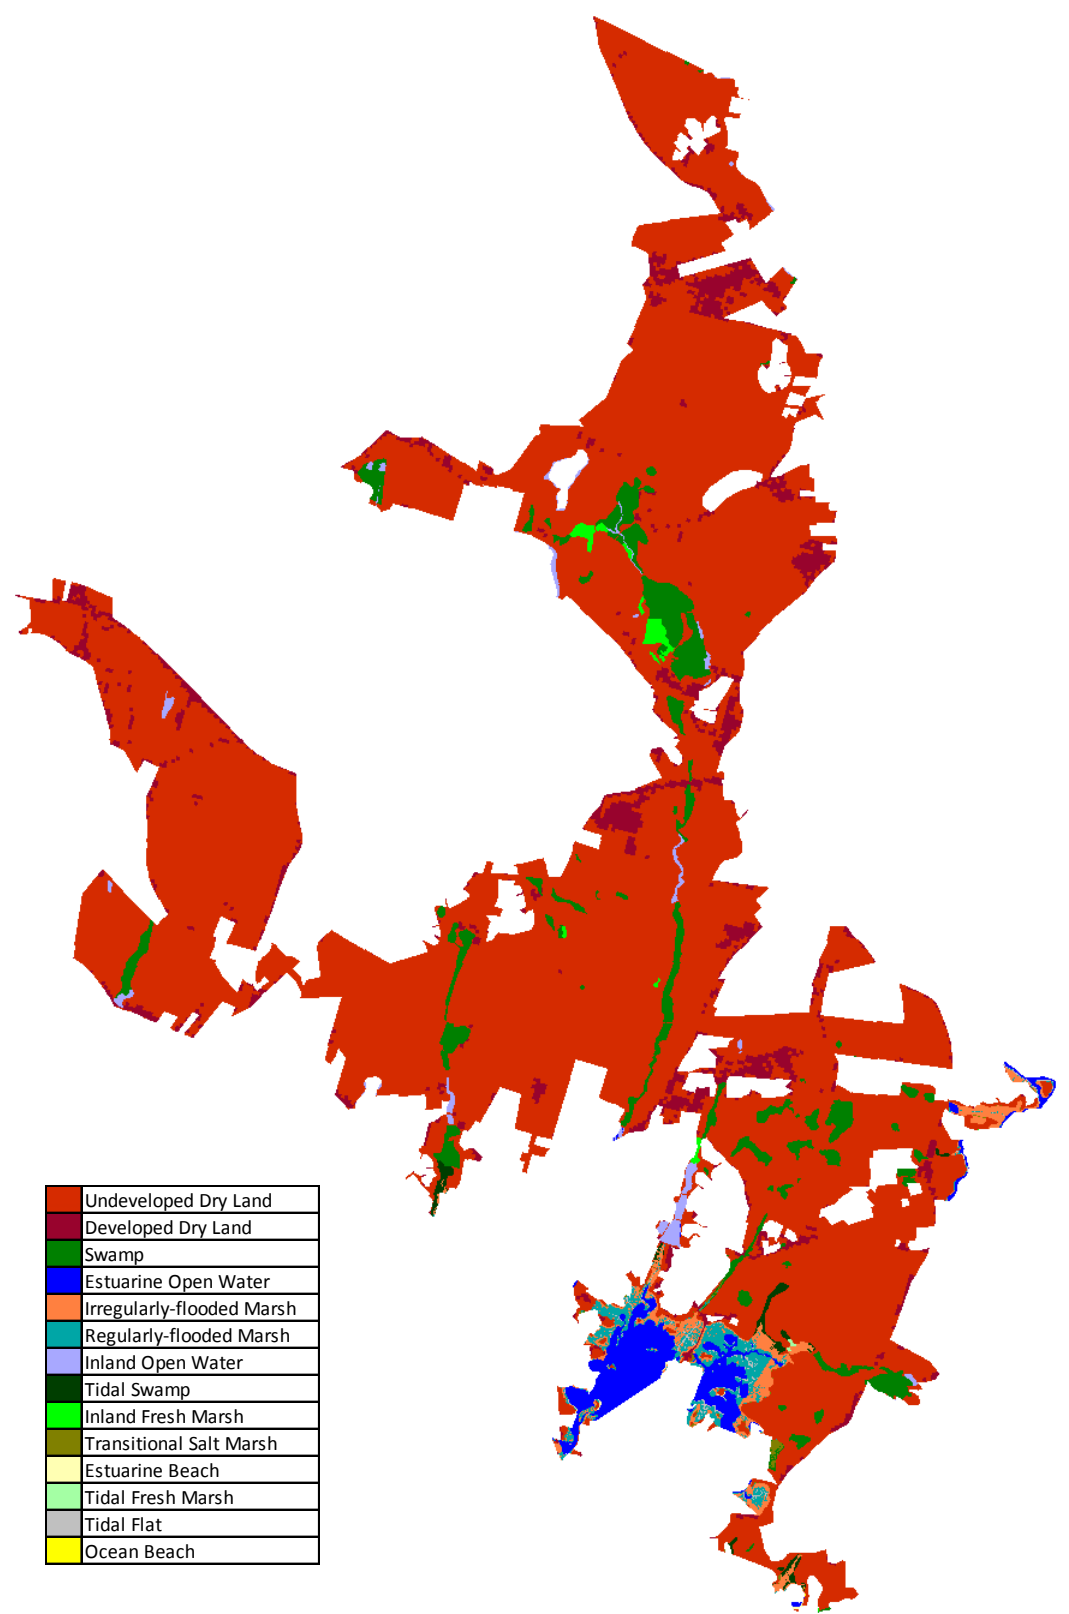 Undeveloped Dry Land
Developed Dry Land
Swamp
Estuarine Open Water
Irregularly-flooded Marsh
Regularly-flooded Marsh
Inland Open Water
Tidal Swamp
Inland Fresh Marsh
Transitional Salt Marsh
Estuarine Beach
Tidal Fresh Marsh
Tidal Flat
Ocean Beach